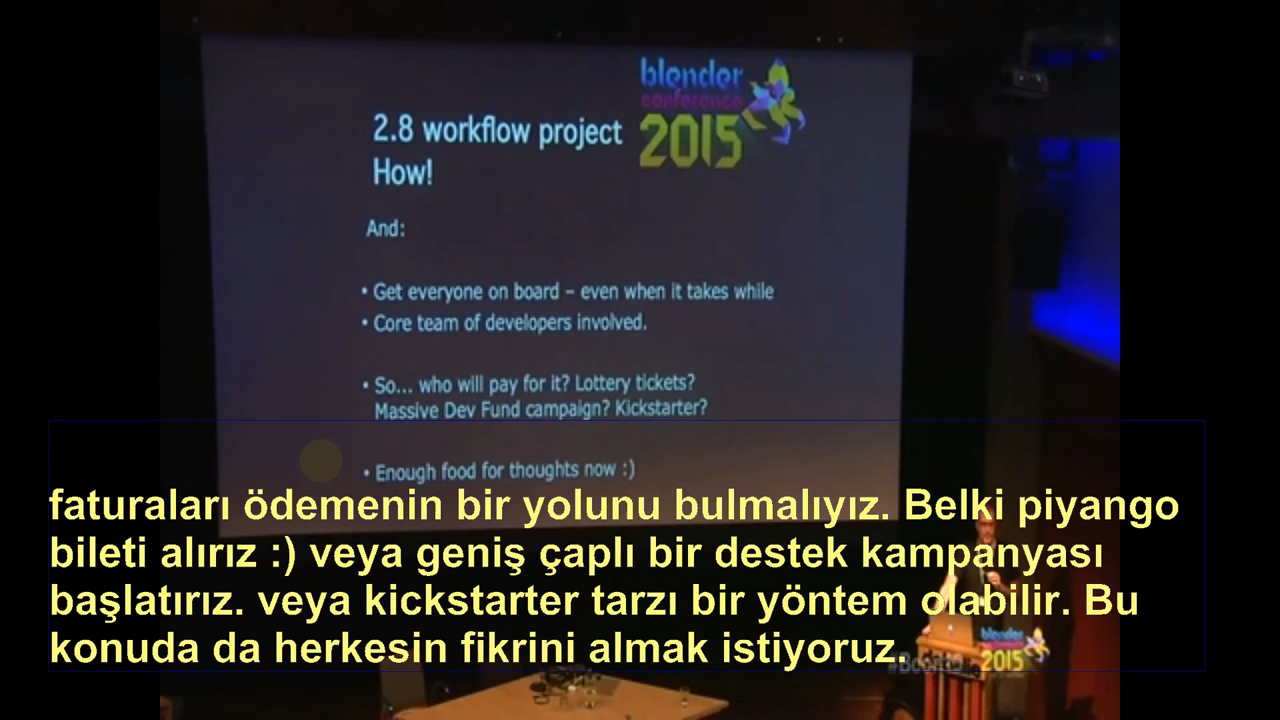 blender
conference
2015
2.8 workflow project
How!
And:
• Get everyone on board – even when it takes while
• Core team of developers involved.
• So... who will pay for it? Lottery tickets?
Massive Dev Fund campaign? Kickstarter?
• Enough food for thoughts now :)
faturaları ödemenin bir yolunu bulmalıyız. Belki piyango
bileti alırız :) veya geniş çaplı bir destek kampanyası
başlatırız. veya kickstarter tarzı bir yöntem olabilir. Bu
konuda da herkesin fikrini almak istiyoruz.
blender
2015